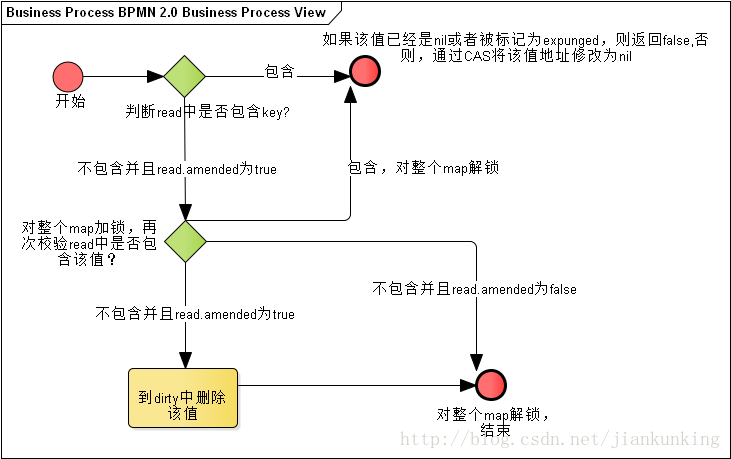 Business Process BPMN 2.0 Business Process View
如果该值已经是nil或者被标记为expunged，则返回false,否
则，通过CAS将该值地址修改为nil
包含
开始
判断read中是否包含key?
不包含并且read.amended为true
包含，对整个map解锁
对整个map加锁，再
次校验read中是否包
含该值？
不包含并且read.amended为false
不包含并且read.amended为true
到dirty中删除
该值
对整个map解锁，
结束
http://blog.csdn.net/jiankunking